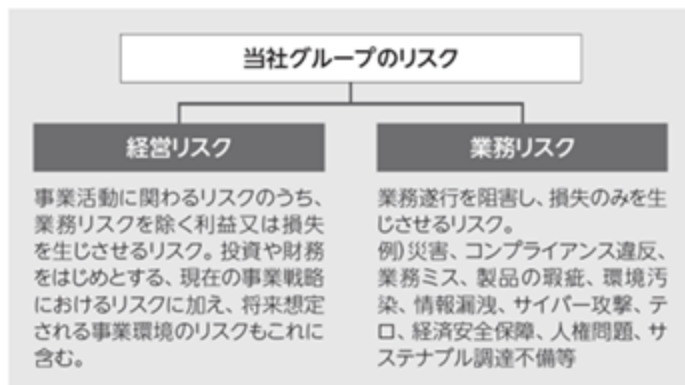 当社グループのリスク
経営リスク
事業活動に関わるリスクのうち、
業務リスクを除く利益又は損失
を生じさせるリスク。投資や財務
をはじめとする、現在の事業戦略
におけるリスクに加え、将来想定
される事業環境のリスクもこれに
含む。
業務リスク
業務遂行を阻害し、損失のみを生
じさせるリスク。
例)災害、コンプライアンス違反、
業務ミス、製品の瑕疵、環境汚
染、情報漏洩、サイバー攻撃、テ
ロ、経済安全保障、人権問題、サ
ステナブル調達不備等